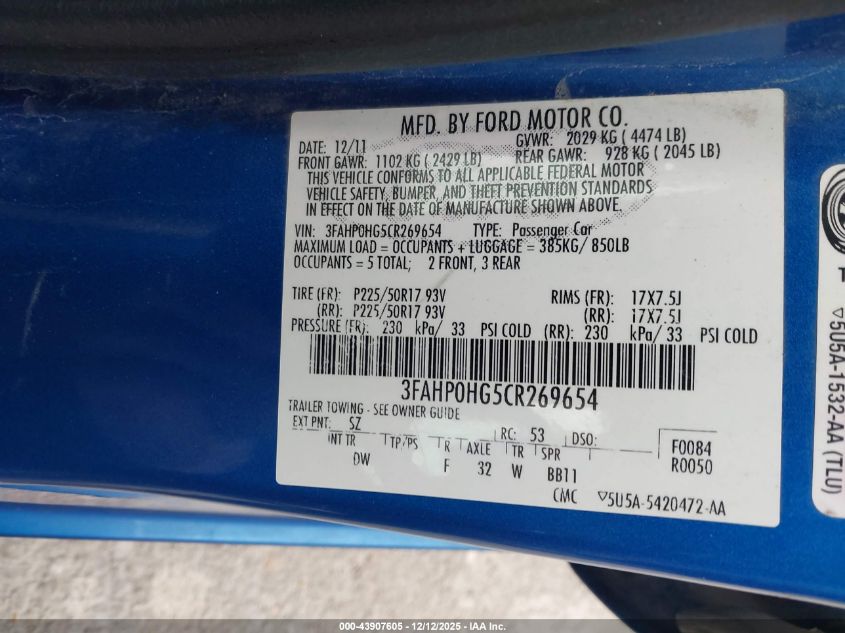 MFD. BY FORD MOTOR CO.
DATE: 12/11 GVWR: 2029 KG ( 4474 LB)
FRONT GAWR: 1102 KG ( 2429 LB) REAR GAWR: 928 KG ( 2045 LB)
THIS VEHICLE CONFORMS TO ALL APPLICABLE FEDERAL MOTOR
VEHICLE SAFETY, BUMPER, AND THEFT PREVENTION STANDARDS
IN EFFECT ON THE DATE OF MANUFACTURE SHOWN ABOVE.
VIN: 3FAHP0HG5CR269654 TYPE: Passenger Car
MAXIMUM LOAD = OCCUPANTS + LUGGAGE = 385KG/ 850LB
OCCUPANTS = 5 TOTAL; 2 FRONT, 3 REAR
TIRE (FR): P225/50R17 93V RIMS (FR): 17X7.5J
(RR): P225/50R17 93V (RR): 17X7.5J
PRESSURE (FR): 230 kPa/ 33 PSI COLD (RR): 230 kPa/ 33 PSI COLD
3FAHP0HG5CR269654
TRAILER TOWING - SEE OWNER GUIDE
EXT PNT: SZ RC: 53 DSO: F0084
INT TR TP/PS R AXLE TR SPR R0050
DW F 32 W BB11
CMC ▽5U5A-5420472-AA
▽5U5A-1532-AA (TLU)
000-43907605 • 12/12/2025 - IAA Inc.